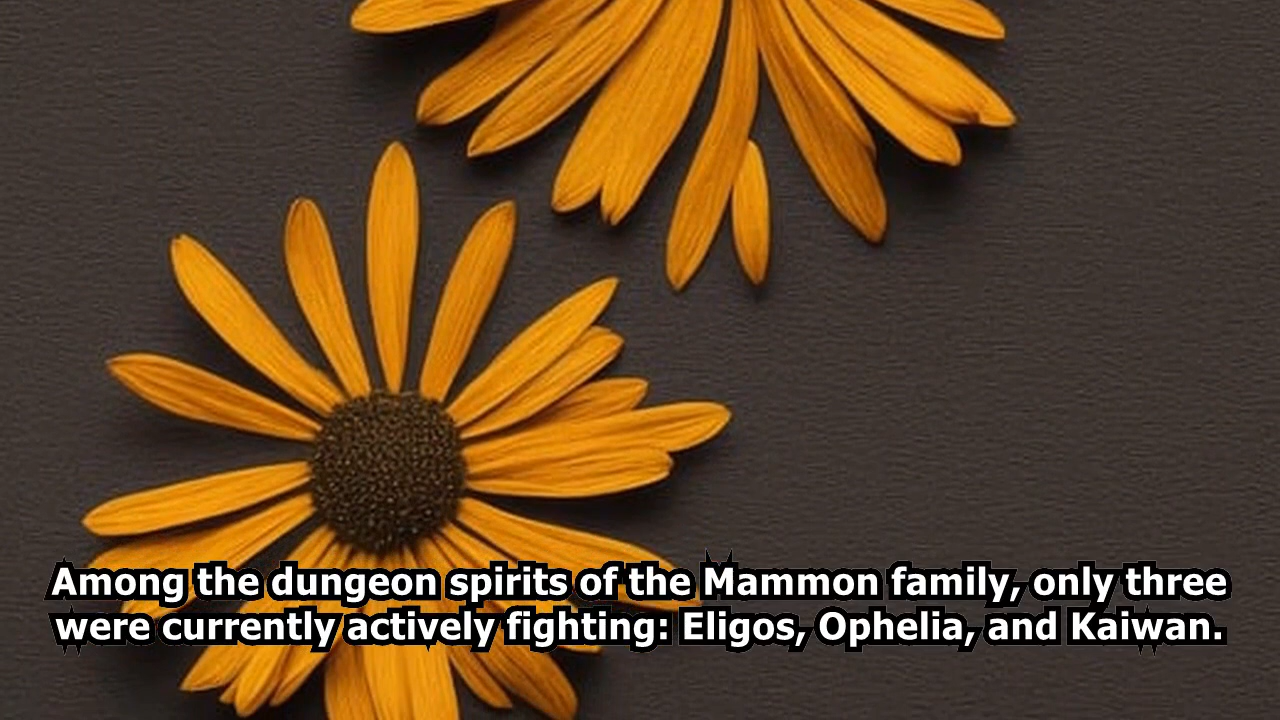 Among the dungeon spirits of the Mammon family, only three
were currently actively fighting: Eligos, Ophelia, and Kaiwan.